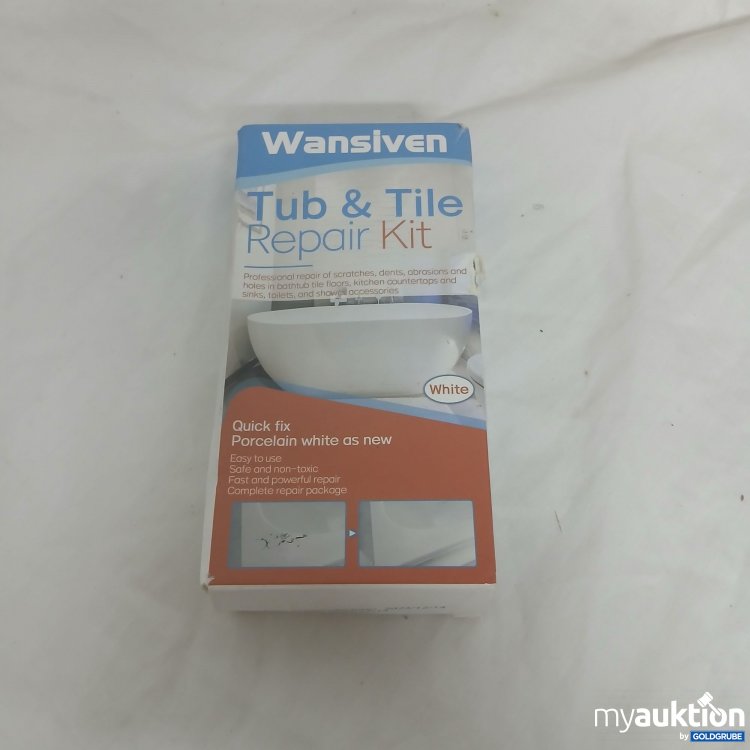 Wansiven
Tub & Tile
Repair Kit
Professional repair of scratches, dents, abrasions and
holes in bathtub tile floors, kitchen countertops and
sinks, toilets, and shower accessories
White
Quick fix
Porcelain white as new
Easy to use
Safe and non-toxic
Fast and powerful repair
Complete repair package
myauktion
by GOLDGRUBE